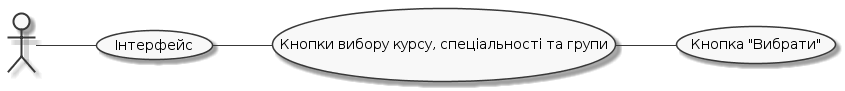 Інтерфейс
Кнопки вибору курсу, спеціальності та групи
Кнопка "Вибрати"